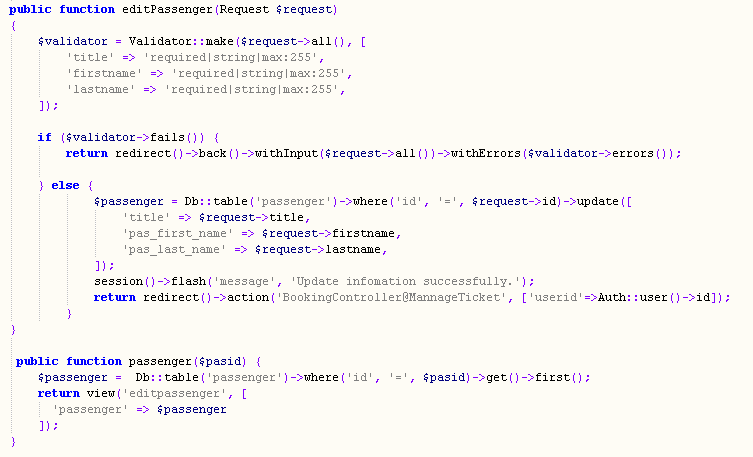 public function editPassenger(Request $request)
{
    $validator = Validator::make($request->all(), [
        'title' => 'required|string|max:255',
        'firstname' => 'required|string|max:255',
        'lastname' => 'required|string|max:255',
    ]);

    if ($validator->fails()) {
        return redirect()->back()->withInput($request->all())->withErrors($validator->errors());

    } else {
            $passenger = Db::table('passenger')->where('id', '=', $request->id)->update([
                'title' => $request->title,
                'pas_first_name' => $request->firstname,
                'pas_last_name' => $request->lastname,
            ]);
            session()->flash('message', 'Update infomation successfully.');
            return redirect()->action('BookingController@MannageTicket', ['userid'=>Auth::user()->id]);
        }
}

 public function passenger($pasid) {
    $passenger =  Db::table('passenger')->where('id', '=', $pasid)->get()->first();
    return view('editpassenger', [
      'passenger' => $passenger
    ]);
}